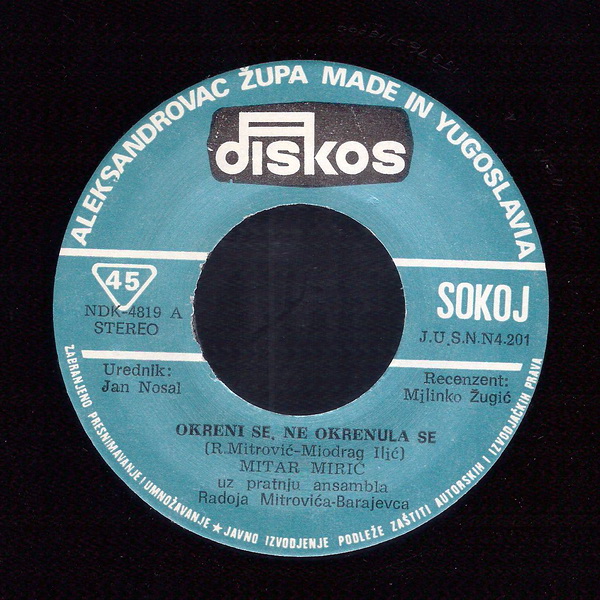 ALEKSANDROVAC ŽUPA MADE IN YUGOSLAVIA
diskos
45
NDK-4819 A
STEREO
SOKOJ
J.U.S.N.N4.201
Urednik:
Jan Nosal
Recenzent:
Milinko Žugić
OKRENI SE, NE OKRENULA SE
(R.Mitrović-Miodrag Ilić)
MITAR MIRIĆ
uz pratnju ansambla
Radoja Mitrovića-Barajevca
ZABRANJENO PRESNIMAVANJE I UMNOŽAVANJE ★ JAVNO IZVODJENJE PODLEŽE ZAŠTITI AUTORSKIH I IZVODJAČKIH PRAVA